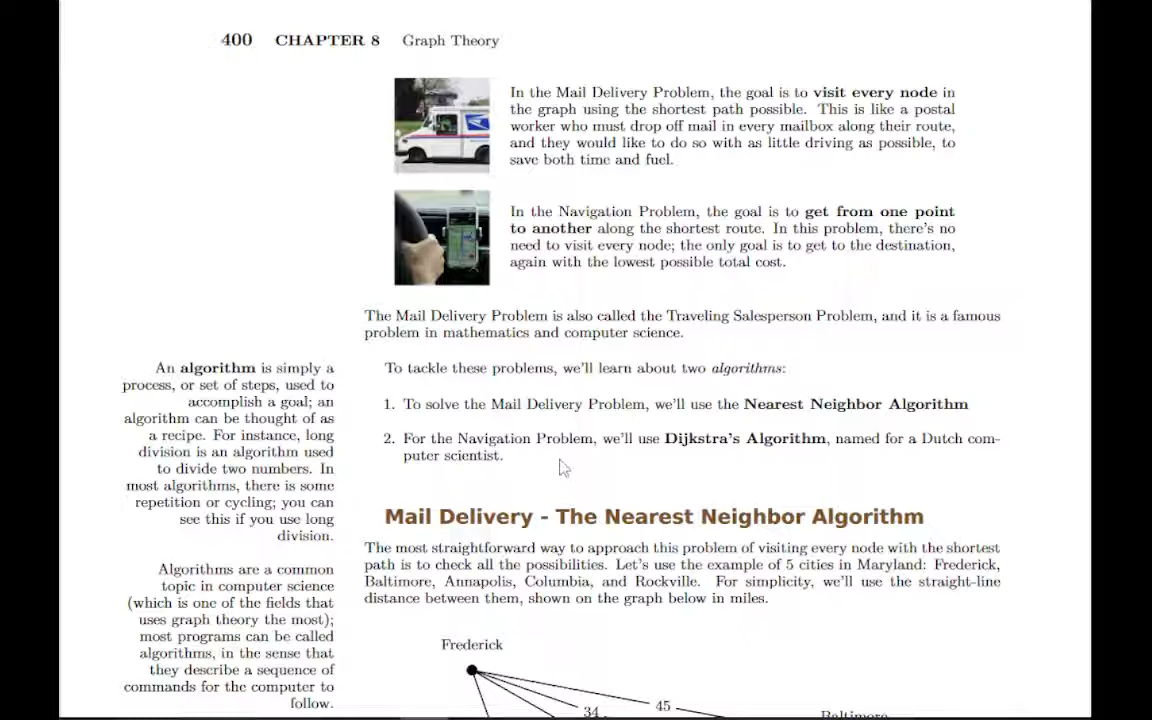 400 CHAPTER 8 Graph Theory
In the Mail Delivery Problem, the goal is to visit every node in
the graph using the shortest path possible. This is like a postal
worker who must drop off mail in every mailbox along their route,
and they would like to do so with as little driving as possible, to
save both time and fuel.
In the Navigation Problem, the goal is to get from one point
to another along the shortest route. In this problem, there's no
need to visit every node; the only goal is to get to the destination,
again with the lowest possible total cost.
The Mail Delivery Problem is also called the Traveling Salesperson Problem, and it is a famous
problem in mathematics and computer science.
An algorithm is simply a
process, or set of steps, used to
accomplish a goal; an
algorithm can be thought of as
a recipe. For instance, long
division is an algorithm used
to divide two numbers. In
most algorithms, there is some
repetition or cycling; you can
see this if you use long
division.
Algorithms are a common
topic in computer science
(which is one of the fields that
uses graph theory the most);
most programs can be called
algorithms, in the sense that
they describe a sequence of
commands for the computer to
follow.
To tackle these problems, we'll learn about two algorithms:
1. To solve the Mail Delivery Problem, we'll use the Nearest Neighbor Algorithm
2. For the Navigation Problem, we'll use Dijkstra's Algorithm, named for a Dutch com-
puter scientist.
Mail Delivery - The Nearest Neighbor Algorithm
The most straightforward way to approach this problem of visiting every node with the shortest
path is to check all the possibilities. Let's use the example of 5 cities in Maryland: Frederick,
Baltimore, Annapolis, Columbia, and Rockville. For simplicity, we'll use the straight-line
distance between them, shown on the graph below in miles.
Frederick
45
34
Baltimore